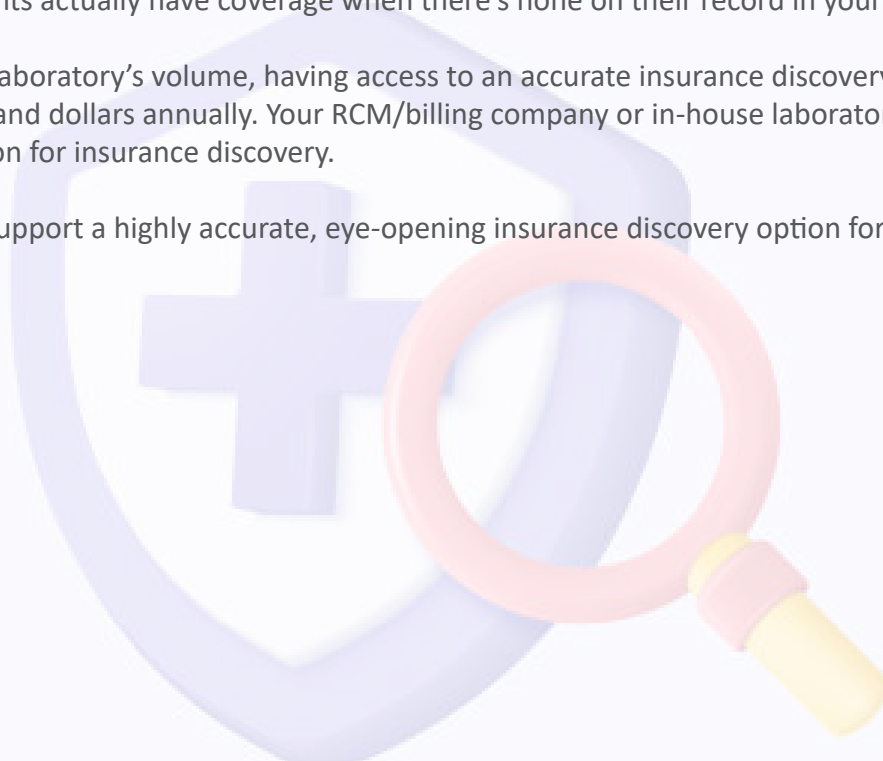 nts actually have coverage when there's none on their record in your
aboratory's volume, having access to an accurate insurance discovery
and dollars annually. Your RCM/billing company or in-house laborator
on for insurance discovery.
upport a highly accurate, eye-opening insurance discovery option for